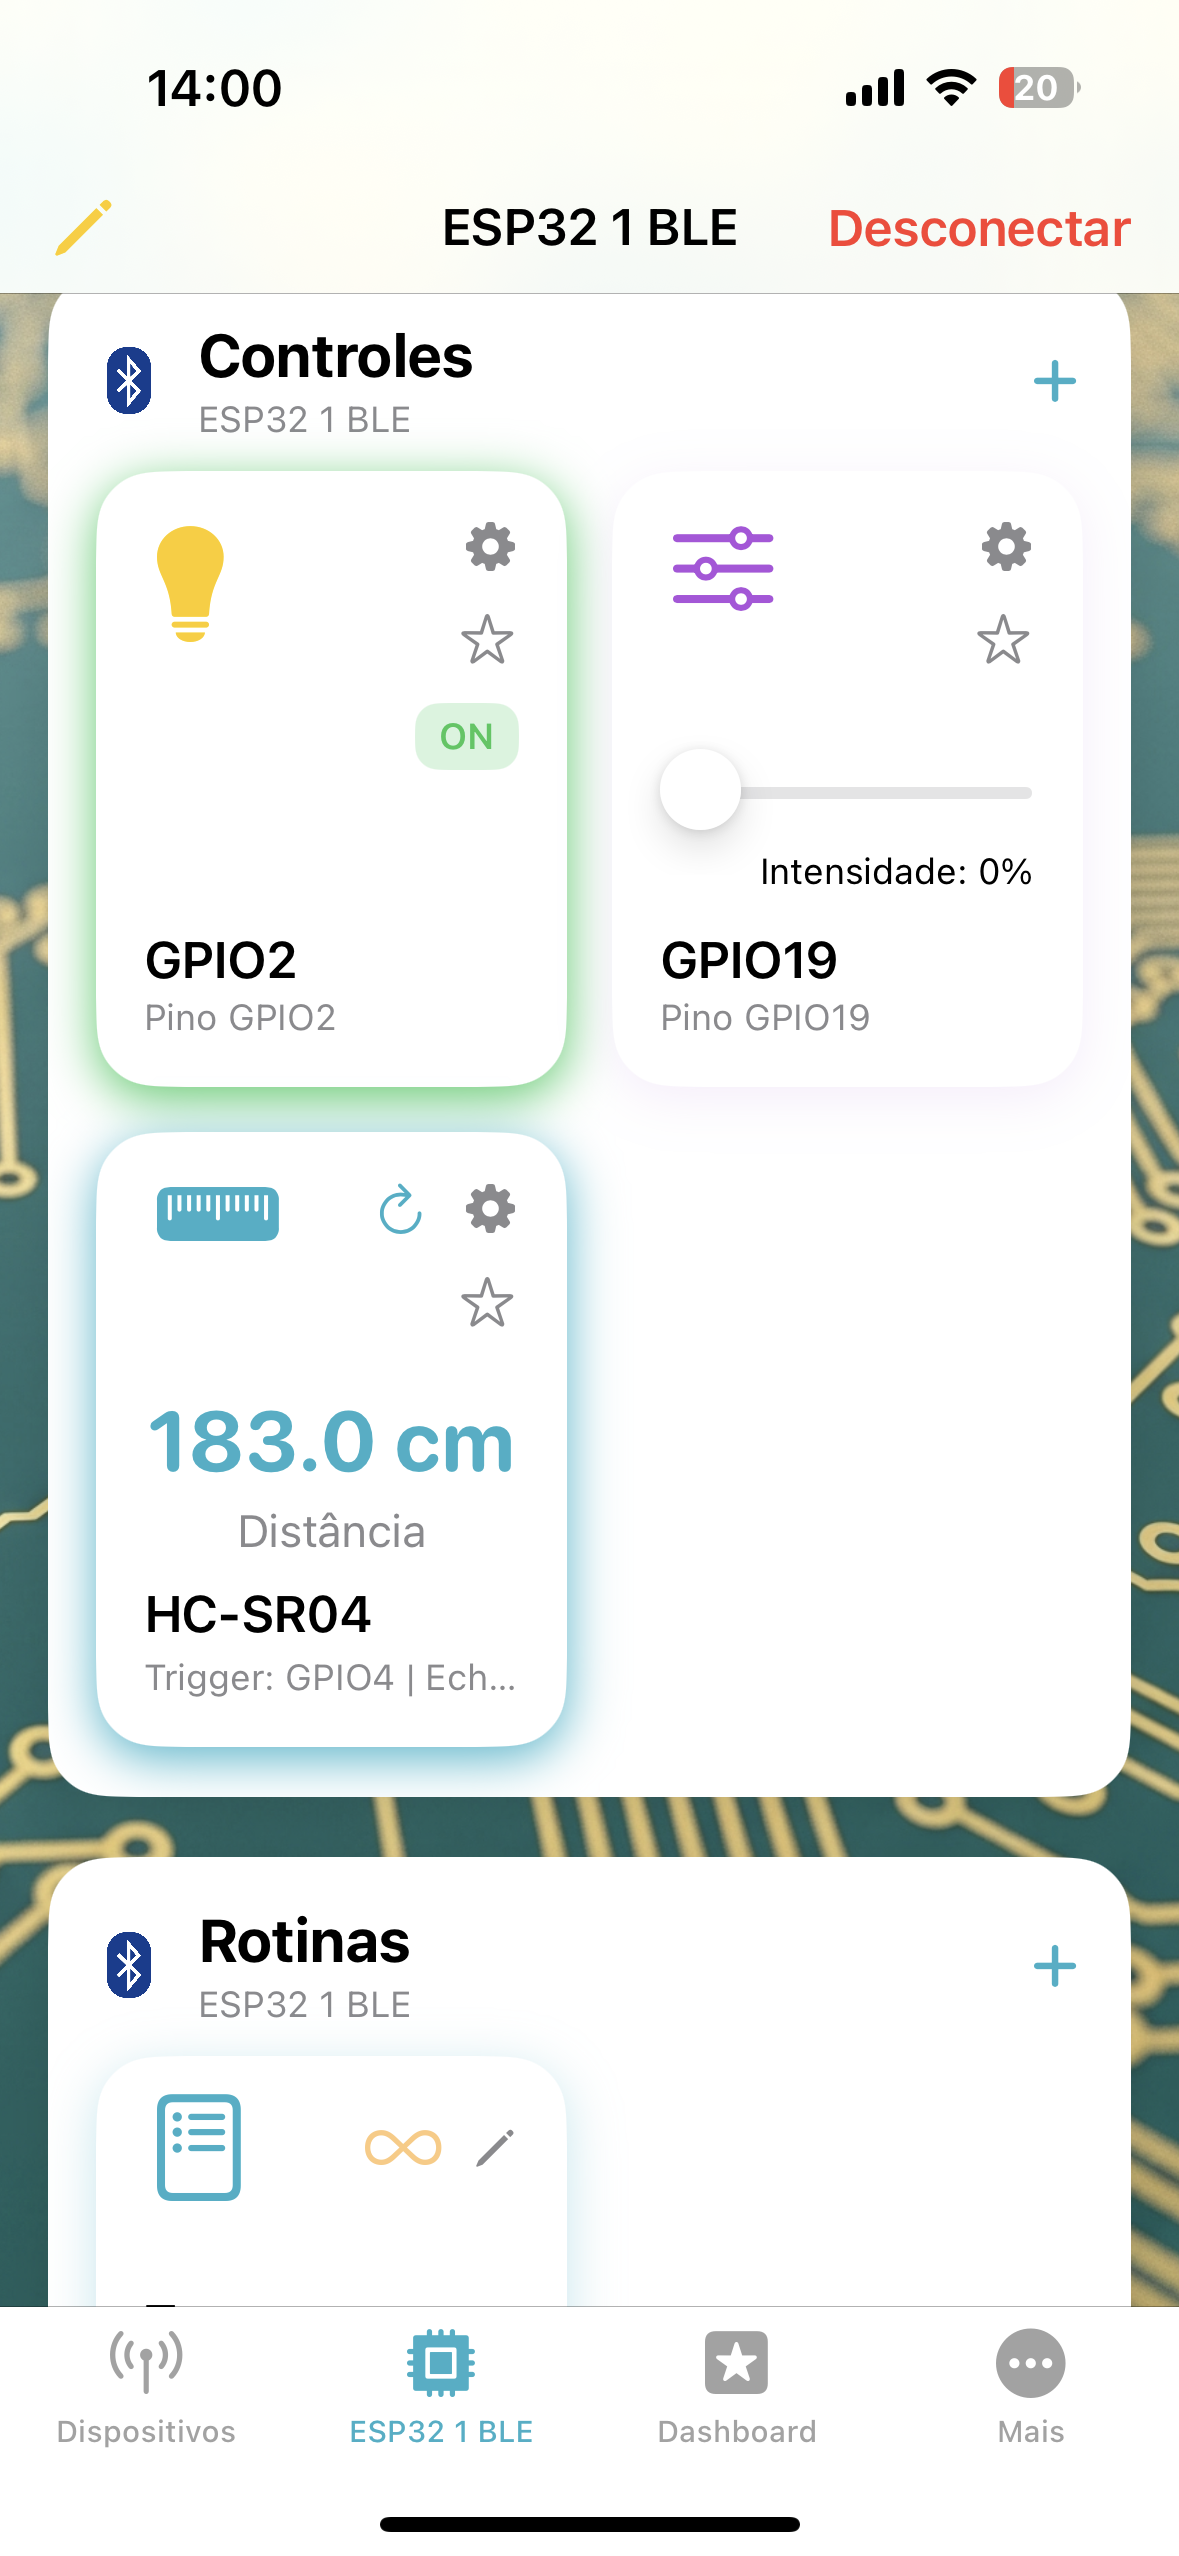 14:00
20
ESP32 1 BLE
Desconectar
Controles
ESP32 1 BLE
ON
GPIO2
Pino GPIO2
Intensidade: 0%
GPIO19
Pino GPIO19
183.0 cm
Distância
HC-SR04
Trigger: GPIO4 | Ech...
Rotinas
ESP32 1 BLE
Dispositivos
ESP32 1 BLE
Dashboard
Mais